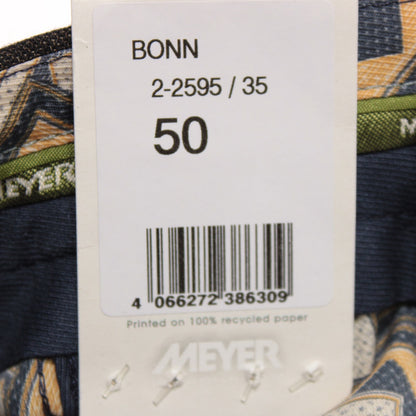 BONN
2-2595 / 35
50
MEYER
M
4 066272 386309
Printed on 100% recycled paper
MEYER